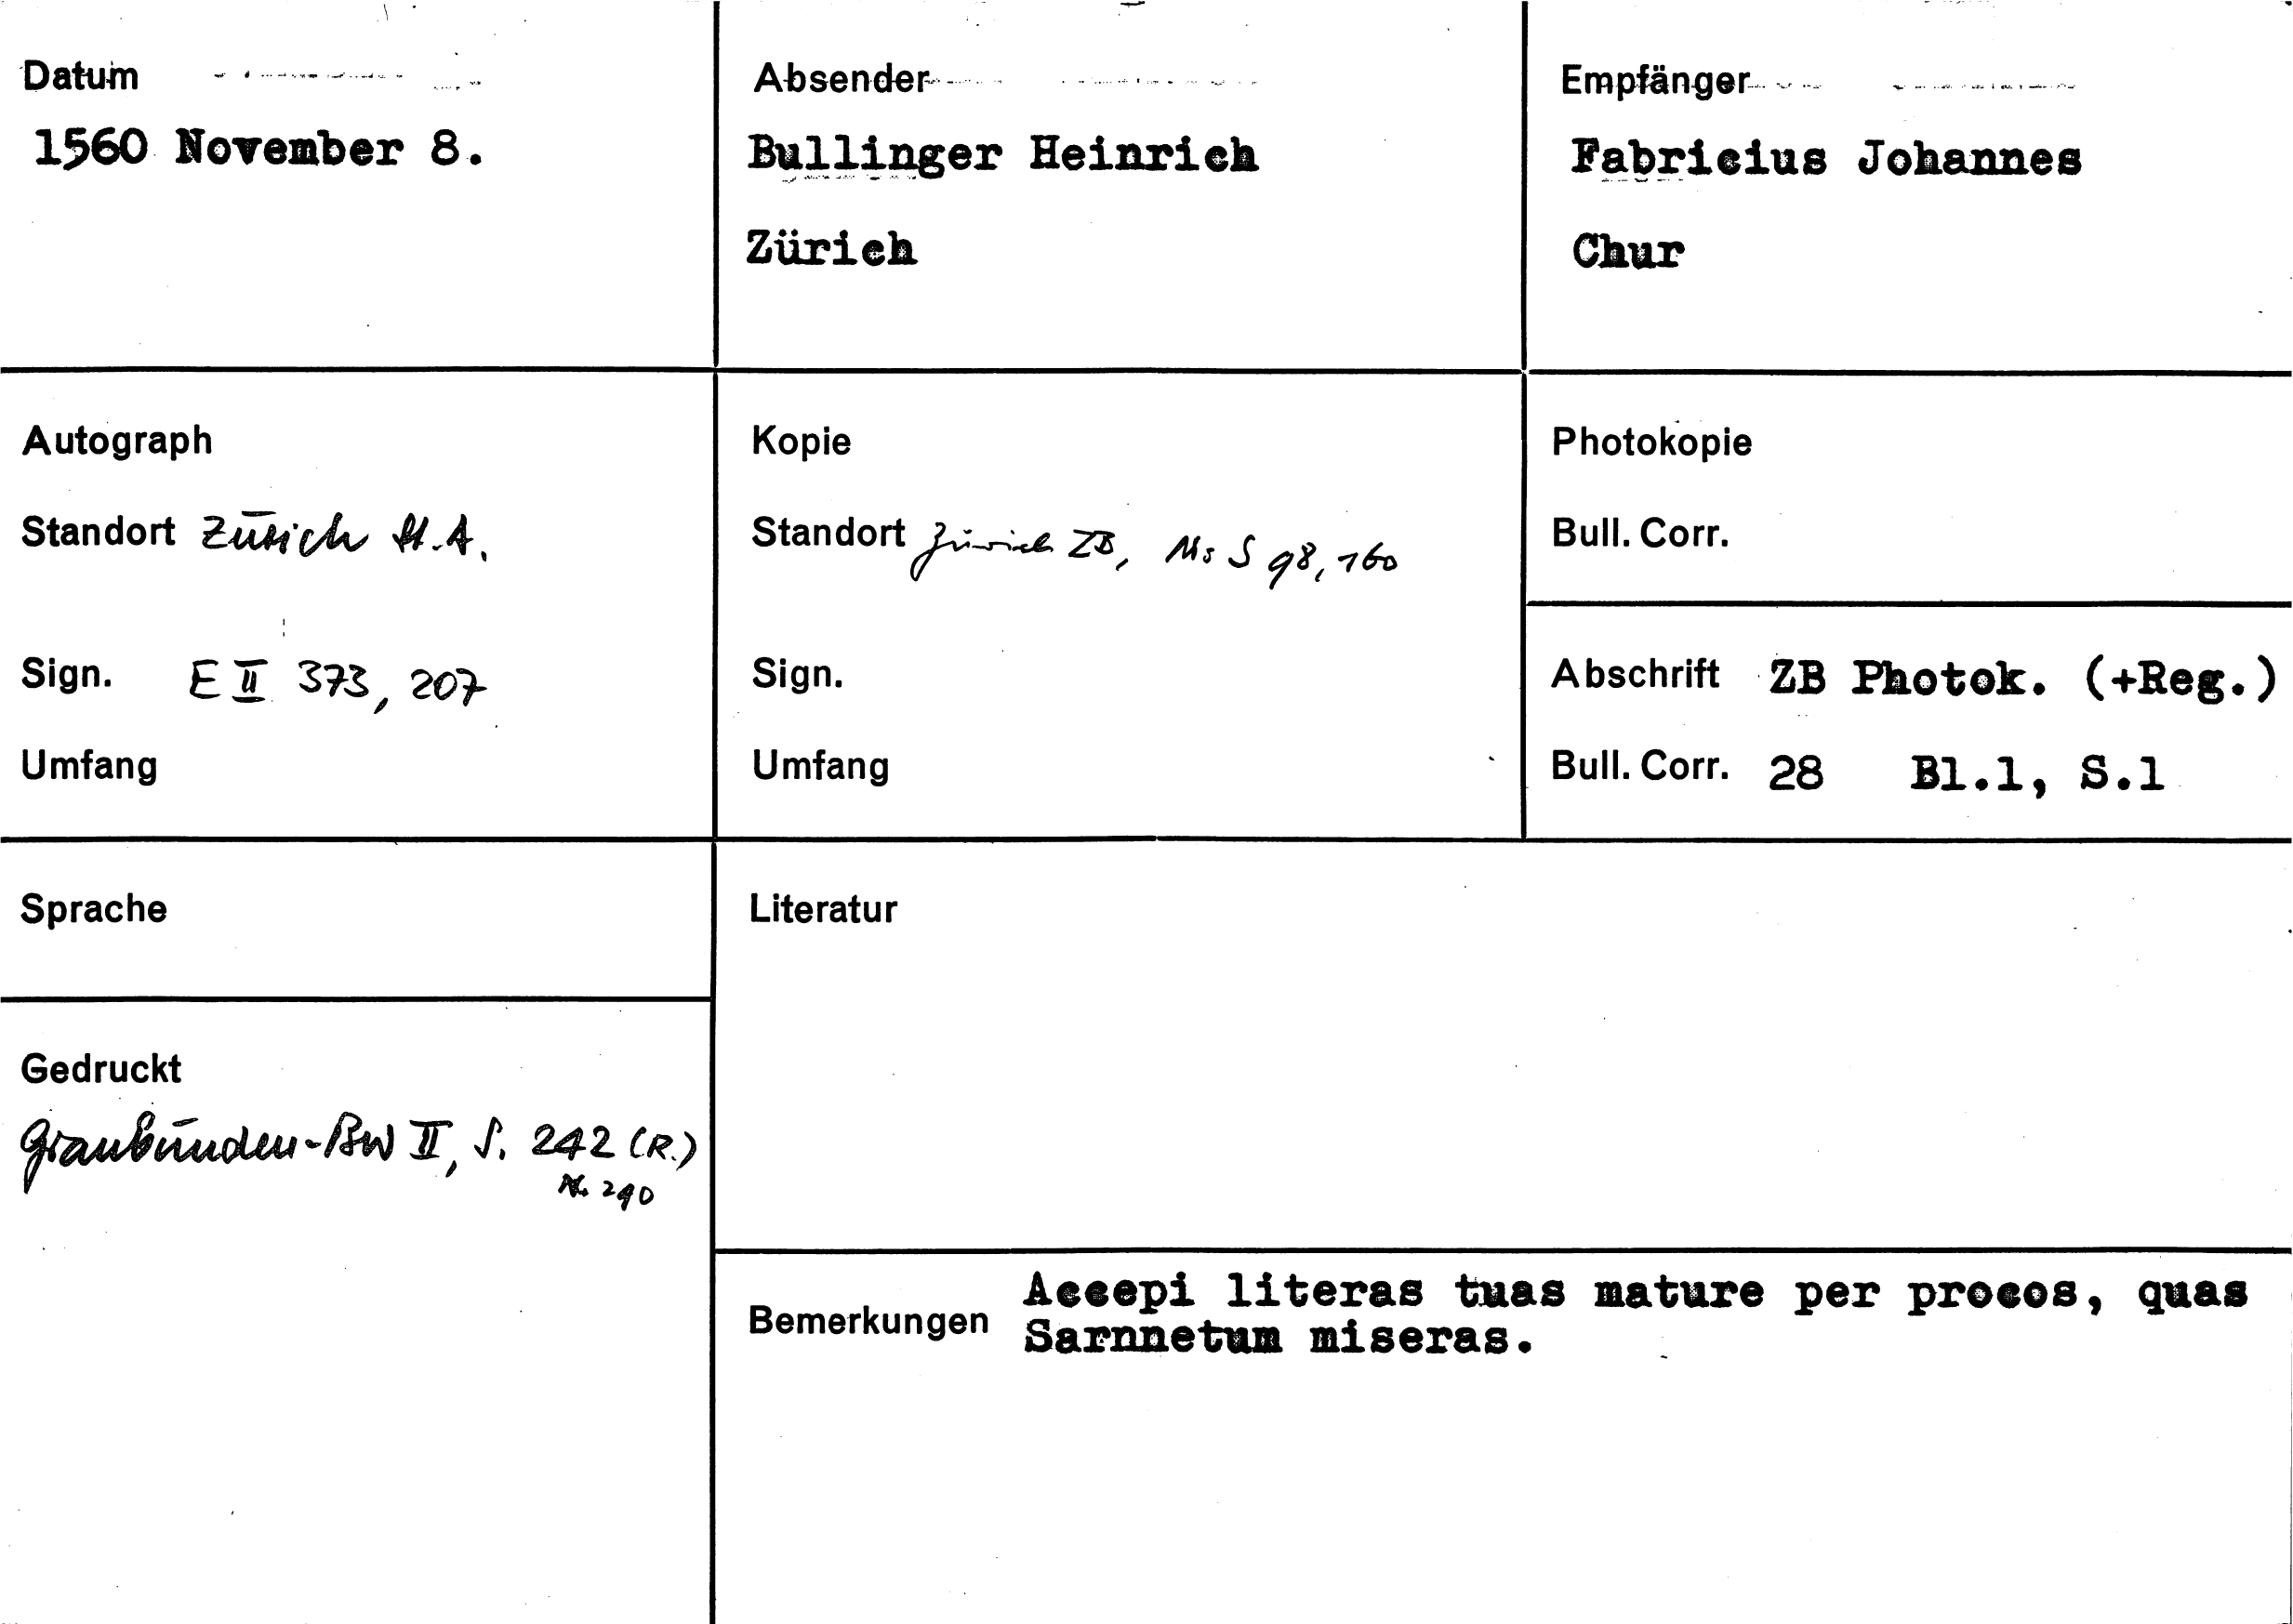 Datum
1560 November 8.
Absender
Bullinger Heinrich
Zürich
Empfänger
Fabricius Johannes
Chur
Autograph
Standort Zürich St.A.
Sign. E II 373, 207
Umfang
Kopie
Standort Zürich ZB, Ms S 98, 160
Sign.
Umfang
Photokopie
Bull. Corr.
Abschrift ZB Photok. (+Reg.)
Bull. Corr. 28 Bl.1, S.1
Sprache
Literatur
Gedruckt
Graubünden-BW II, S. 242 (R.)
Nr. 290
Bemerkungen
Accepi literas tuas mature per procos, quas
Sarnnetum miseras.